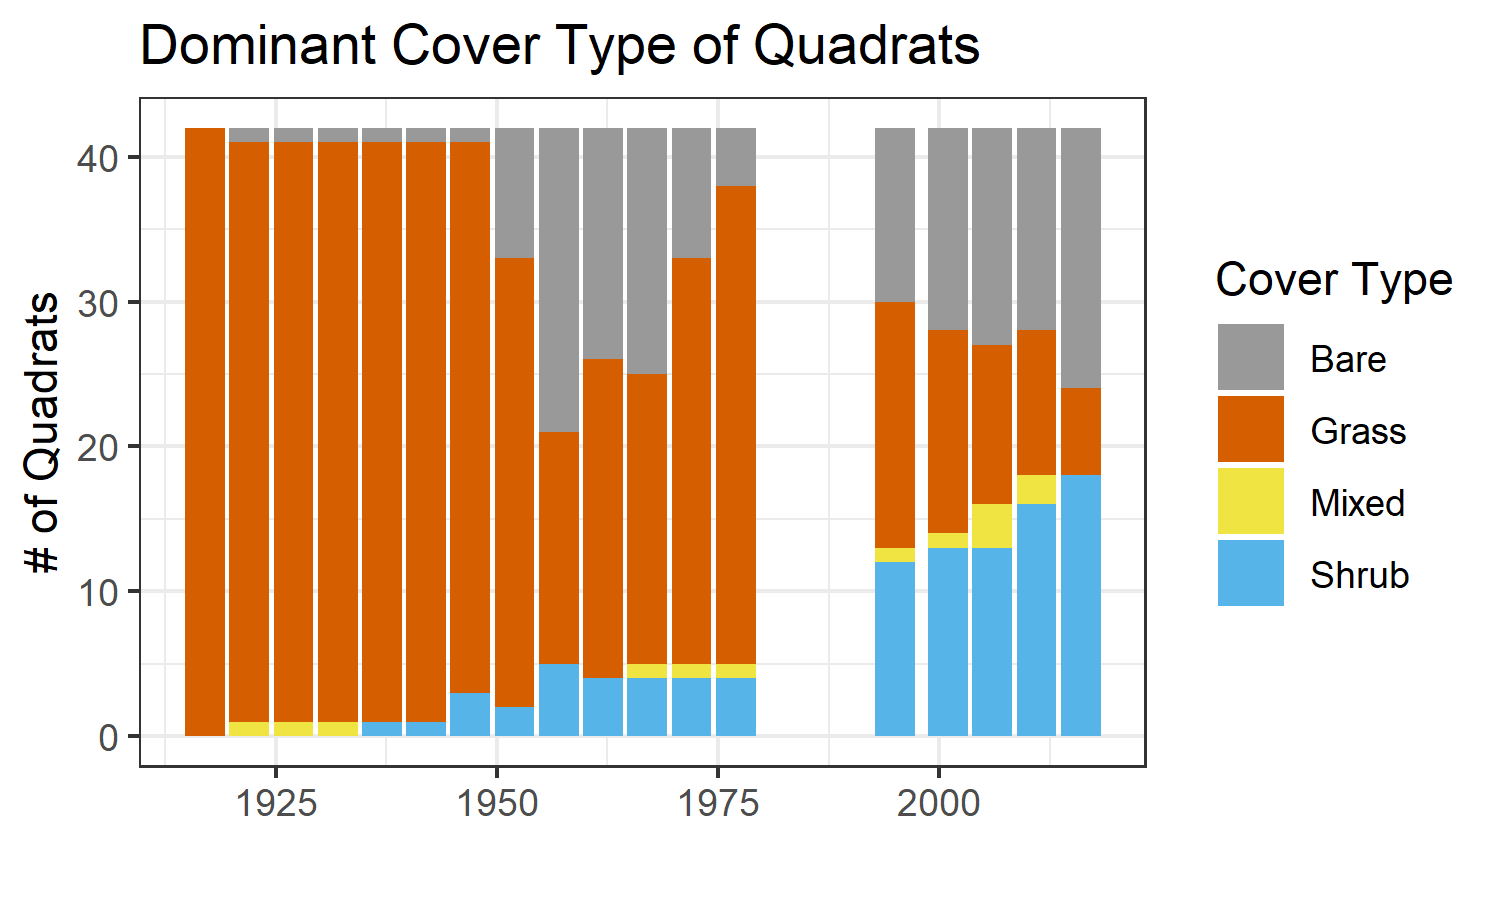 Dominant Cover Type of Quadrats
# of Quadrats
40
30
20
10
0
1925
1950
1975
2000
Cover Type
Bare
Grass
Mixed
Shrub